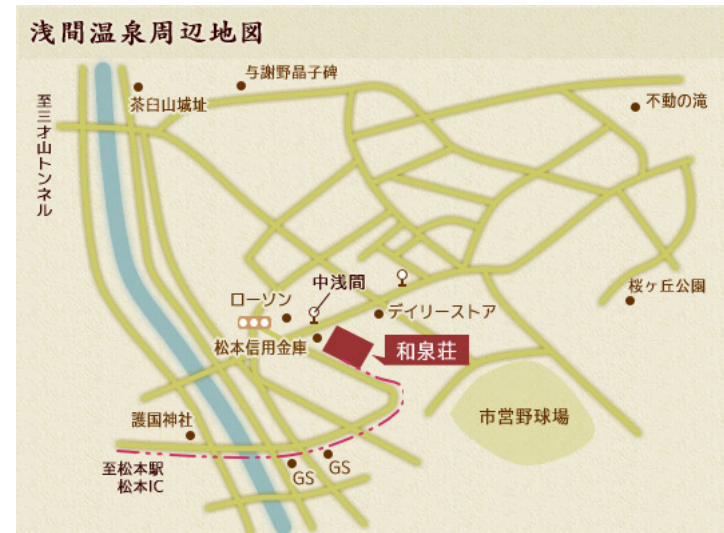 浅間温泉周辺地図
与謝野晶子碑
茶臼山城址
不動の滝
至三才山トンネル
中浅間
桜ヶ丘公園
ローソン
デイリーストア
松本信用金庫
和泉荘
護国神社
市営野球場
至松本駅
松本IC
GS
GS